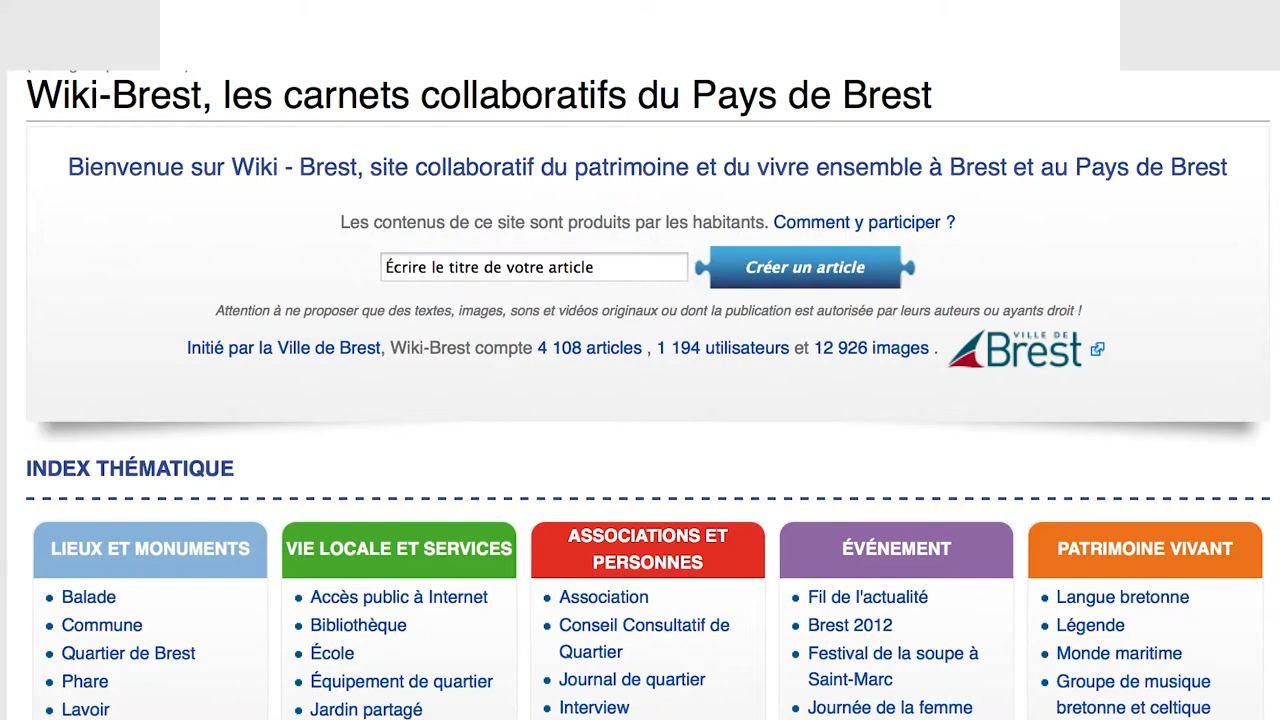 Wiki-Brest, les carnets collaboratifs du Pays de Brest
Bienvenue sur Wiki - Brest, site collaboratif du patrimoine et du vivre ensemble à Brest et au Pays de Brest
Les contenus de ce site sont produits par les habitants. Comment y participer ?
Écrire le titre de votre article
Créer un article
Attention à ne proposer que des textes, images, sons et vidéos originaux ou dont la publication est autorisée par leurs auteurs ou ayants droit !
Initié par la Ville de Brest, Wiki-Brest compte 4 108 articles , 1 194 utilisateurs et 12 926 images .
VILLE DE
Brest
INDEX THÉMATIQUE
LIEUX ET MONUMENTS
Balade
Commune
Quartier de Brest
Phare
Lavoir
VIE LOCALE ET SERVICES
Accès public à Internet
Bibliothèque
École
Équipement de quartier
Jardin partagé
ASSOCIATIONS ET
PERSONNES
Association
Conseil Consultatif de
Quartier
Journal de quartier
Interview
ÉVÉNEMENT
Fil de l'actualité
Brest 2012
Festival de la soupe à
Saint-Marc
Journée de la femme
PATRIMOINE VIVANT
Langue bretonne
Légende
Monde maritime
Groupe de musique
bretonne et celtique